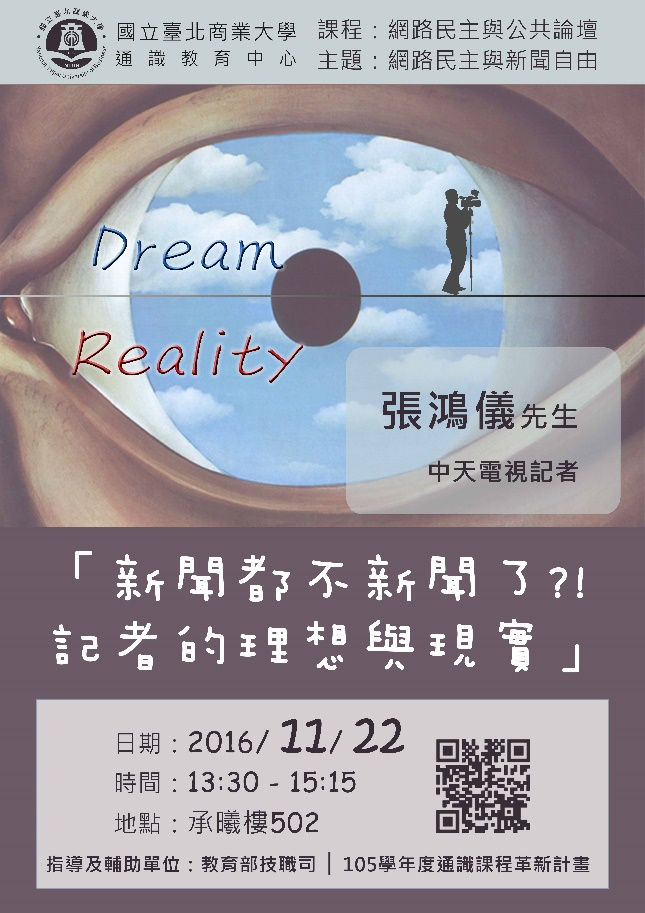 國立臺北商業大學
通識教育中心
課程：網路民主與公共論壇
主題：網路民主與新聞自由
Dream
Reality
張鴻儀先生
中天電視記者
「新聞都不新聞了?!
記者的理想與現實」
日期：2016/11/22
時間：13:30 - 15:15
地點：承曦樓502
指導及輔助單位：教育部技職司│105學年度通識課程革新計畫